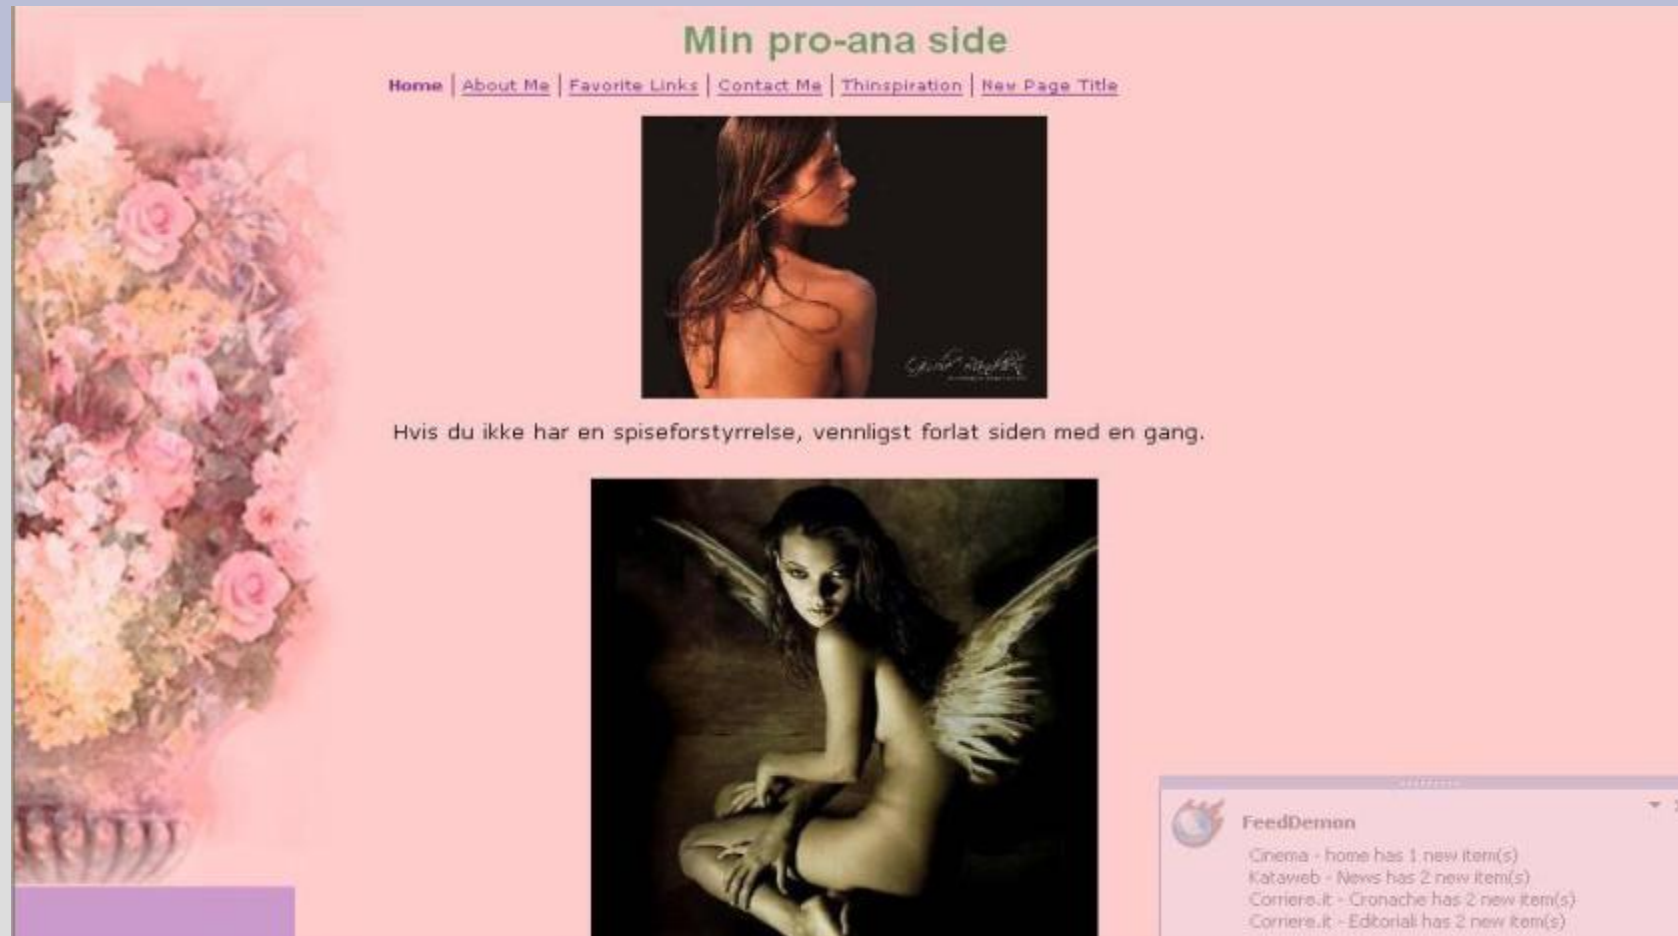 Min pro-ana side
Home | About Me | Favorite Links | Contact Me | Thinspiration | New Page Title
Hvis du ikke har en spiseforstyrrelse, vennligst forlat siden med en gang.
FeedDemon
Cinema - home has 1 new item(s)
Kataweb - News has 2 new item(s)
Corriere.it - Cronache has 2 new item(s)
Corriere.it - Editoriali has 2 new item(s)